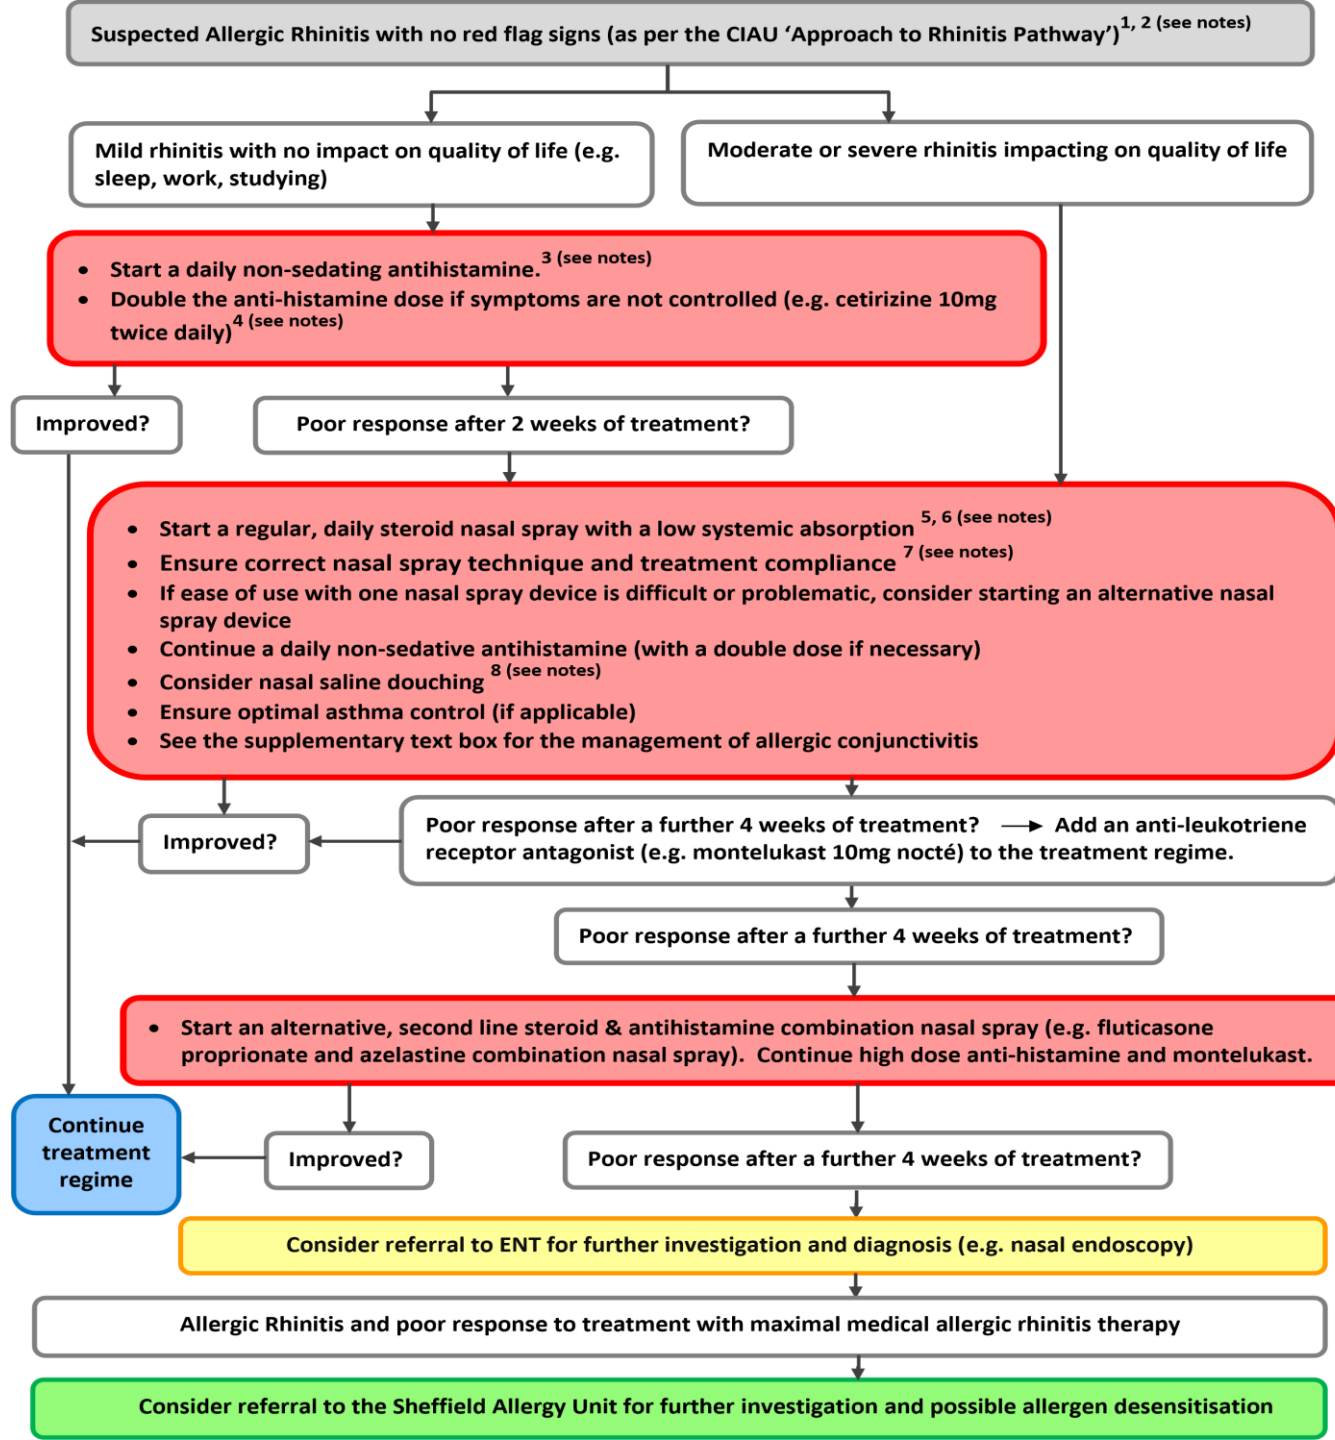 Suspected Allergic Rhinitis with no red flag signs (as per the CIAU ‘Approach to Rhinitis Pathway’)1, 2 (see notes)
Mild rhinitis with no impact on quality of life (e.g.
sleep, work, studying)
Moderate or severe rhinitis impacting on quality of life
• Start a daily non-sedating antihistamine.3 (see notes)
• Double the anti-histamine dose if symptoms are not controlled (e.g. cetirizine 10mg
twice daily)4 (see notes)
Improved?
Poor response after 2 weeks of treatment?
• Start a regular, daily steroid nasal spray with a low systemic absorption 5, 6 (see notes)
• Ensure correct nasal spray technique and treatment compliance 7 (see notes)
• If ease of use with one nasal spray device is difficult or problematic, consider starting an alternative nasal
spray device
• Continue a daily non-sedative antihistamine (with a double dose if necessary)
• Consider nasal saline douching 8 (see notes)
• Ensure optimal asthma control (if applicable)
• See the supplementary text box for the management of allergic conjunctivitis
Improved?
Poor response after a further 4 weeks of treatment? → Add an anti-leukotriene
receptor antagonist (e.g. montelukast 10mg nocté) to the treatment regime.
Poor response after a further 4 weeks of treatment?
• Start an alternative, second line steroid & antihistamine combination nasal spray (e.g. fluticasone
proprionate and azelastine combination nasal spray). Continue high dose anti-histamine and montelukast.
Continue
treatment
regime
Improved?
Poor response after a further 4 weeks of treatment?
Consider referral to ENT for further investigation and diagnosis (e.g. nasal endoscopy)
Allergic Rhinitis and poor response to treatment with maximal medical allergic rhinitis therapy
Consider referral to the Sheffield Allergy Unit for further investigation and possible allergen desensitisation